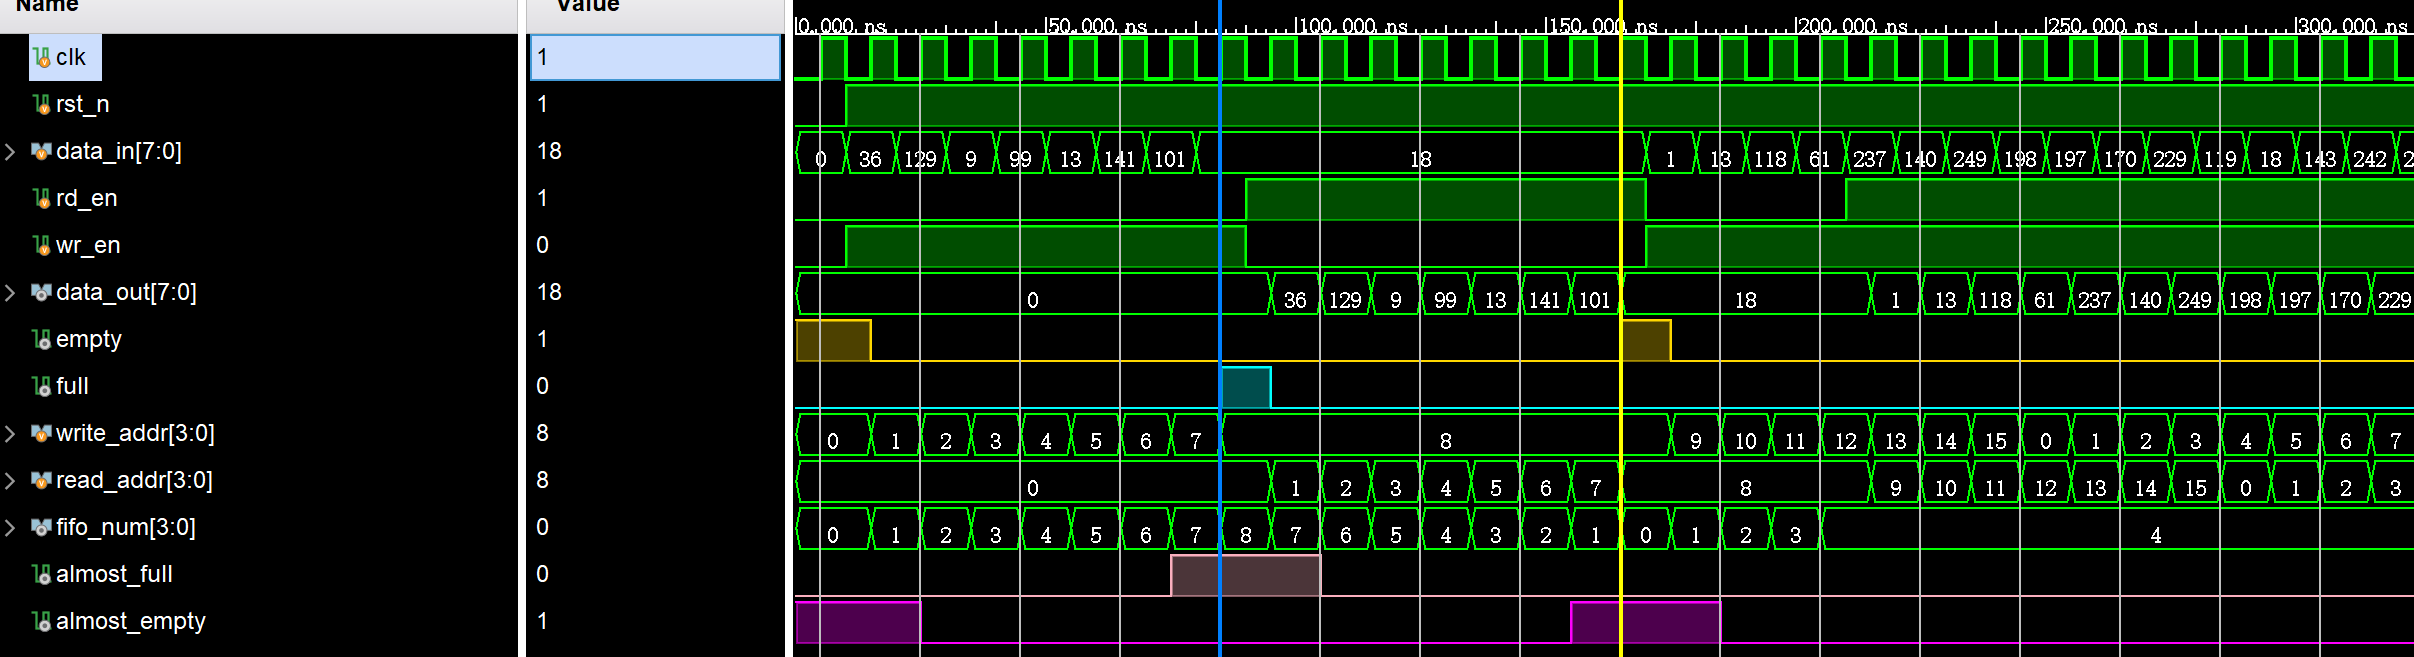 Name Value
0.000 ns 50.000 ns 100.000 ns 150.000 ns 200.000 ns 250.000 ns 300.000 ns
clk 1
rst_n 1
data_in[7:0] 18 0 36 129 9 99 13 141 101 18 1 13 118 61 237 140 249 198 197 170 229 119 18 143 242
rd_en 1
wr_en 0
data_out[7:0] 18 0 36 129 9 99 13 141 101 18 1 13 118 61 237 140 249 198 197 170 229
empty 1
full 0
write_addr[3:0] 8 0 1 2 3 4 5 6 7 8 9 10 11 12 13 14 15 0 1 2 3 4 5 6 7
read_addr[3:0] 8 0 1 2 3 4 5 6 7 8 9 10 11 12 13 14 15 0 1 2 3
fifo_num[3:0] 0 0 1 2 3 4 5 6 7 8 7 6 5 4 3 2 1 0 1 2 3 4
almost_full 0
almost_empty 1